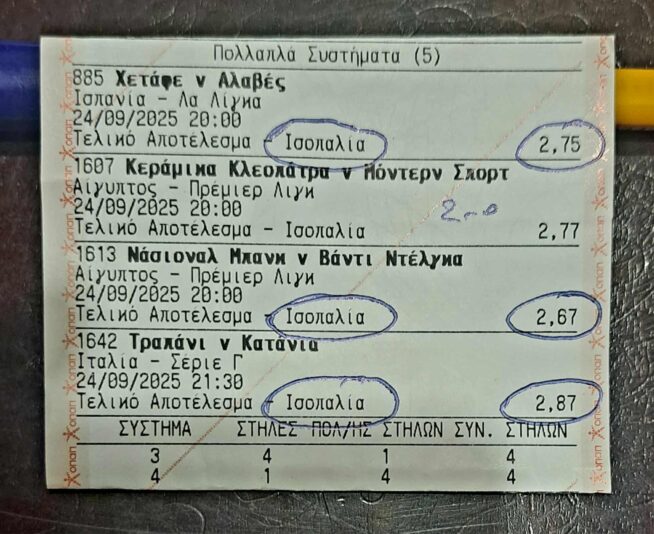 Πολλαπλά Συστήματα (5)
885 Χετάφε v Αλαβές
Ισπανία - Λα Λίγκα
24/09/2025 20:00
Τελικό Αποτέλεσμα - Ισοπαλία 2,75
1607 Κεράμικα Κλεοπάτρα v Μόντερν Σπορτ
Αίγυπτος - Πρέμιερ Λιγκ
24/09/2025 20:00
2-0
Τελικό Αποτέλεσμα - Ισοπαλία 2,77
1613 Νάσιοναλ Μπανκ v Βάντι Ντέλγκα
Αίγυπτος - Πρέμιερ Λιγκ
24/09/2025 20:00
Τελικό Αποτέλεσμα - Ισοπαλία 2,67
1642 Τραπάνι v Κατάνια
Ιταλία - Σέριε Γ
24/09/2025 21:30
Τελικό Αποτέλεσμα - Ισοπαλία 2,87
ΣΥΣΤΗΜΑ ΣΤΗΛΕΣ ΠΟΛ/ΗΣ ΣΤΗΛΩΝ ΣΥΝ. ΣΤΗΛΩΝ
3 4 1 4
4 1 4 4